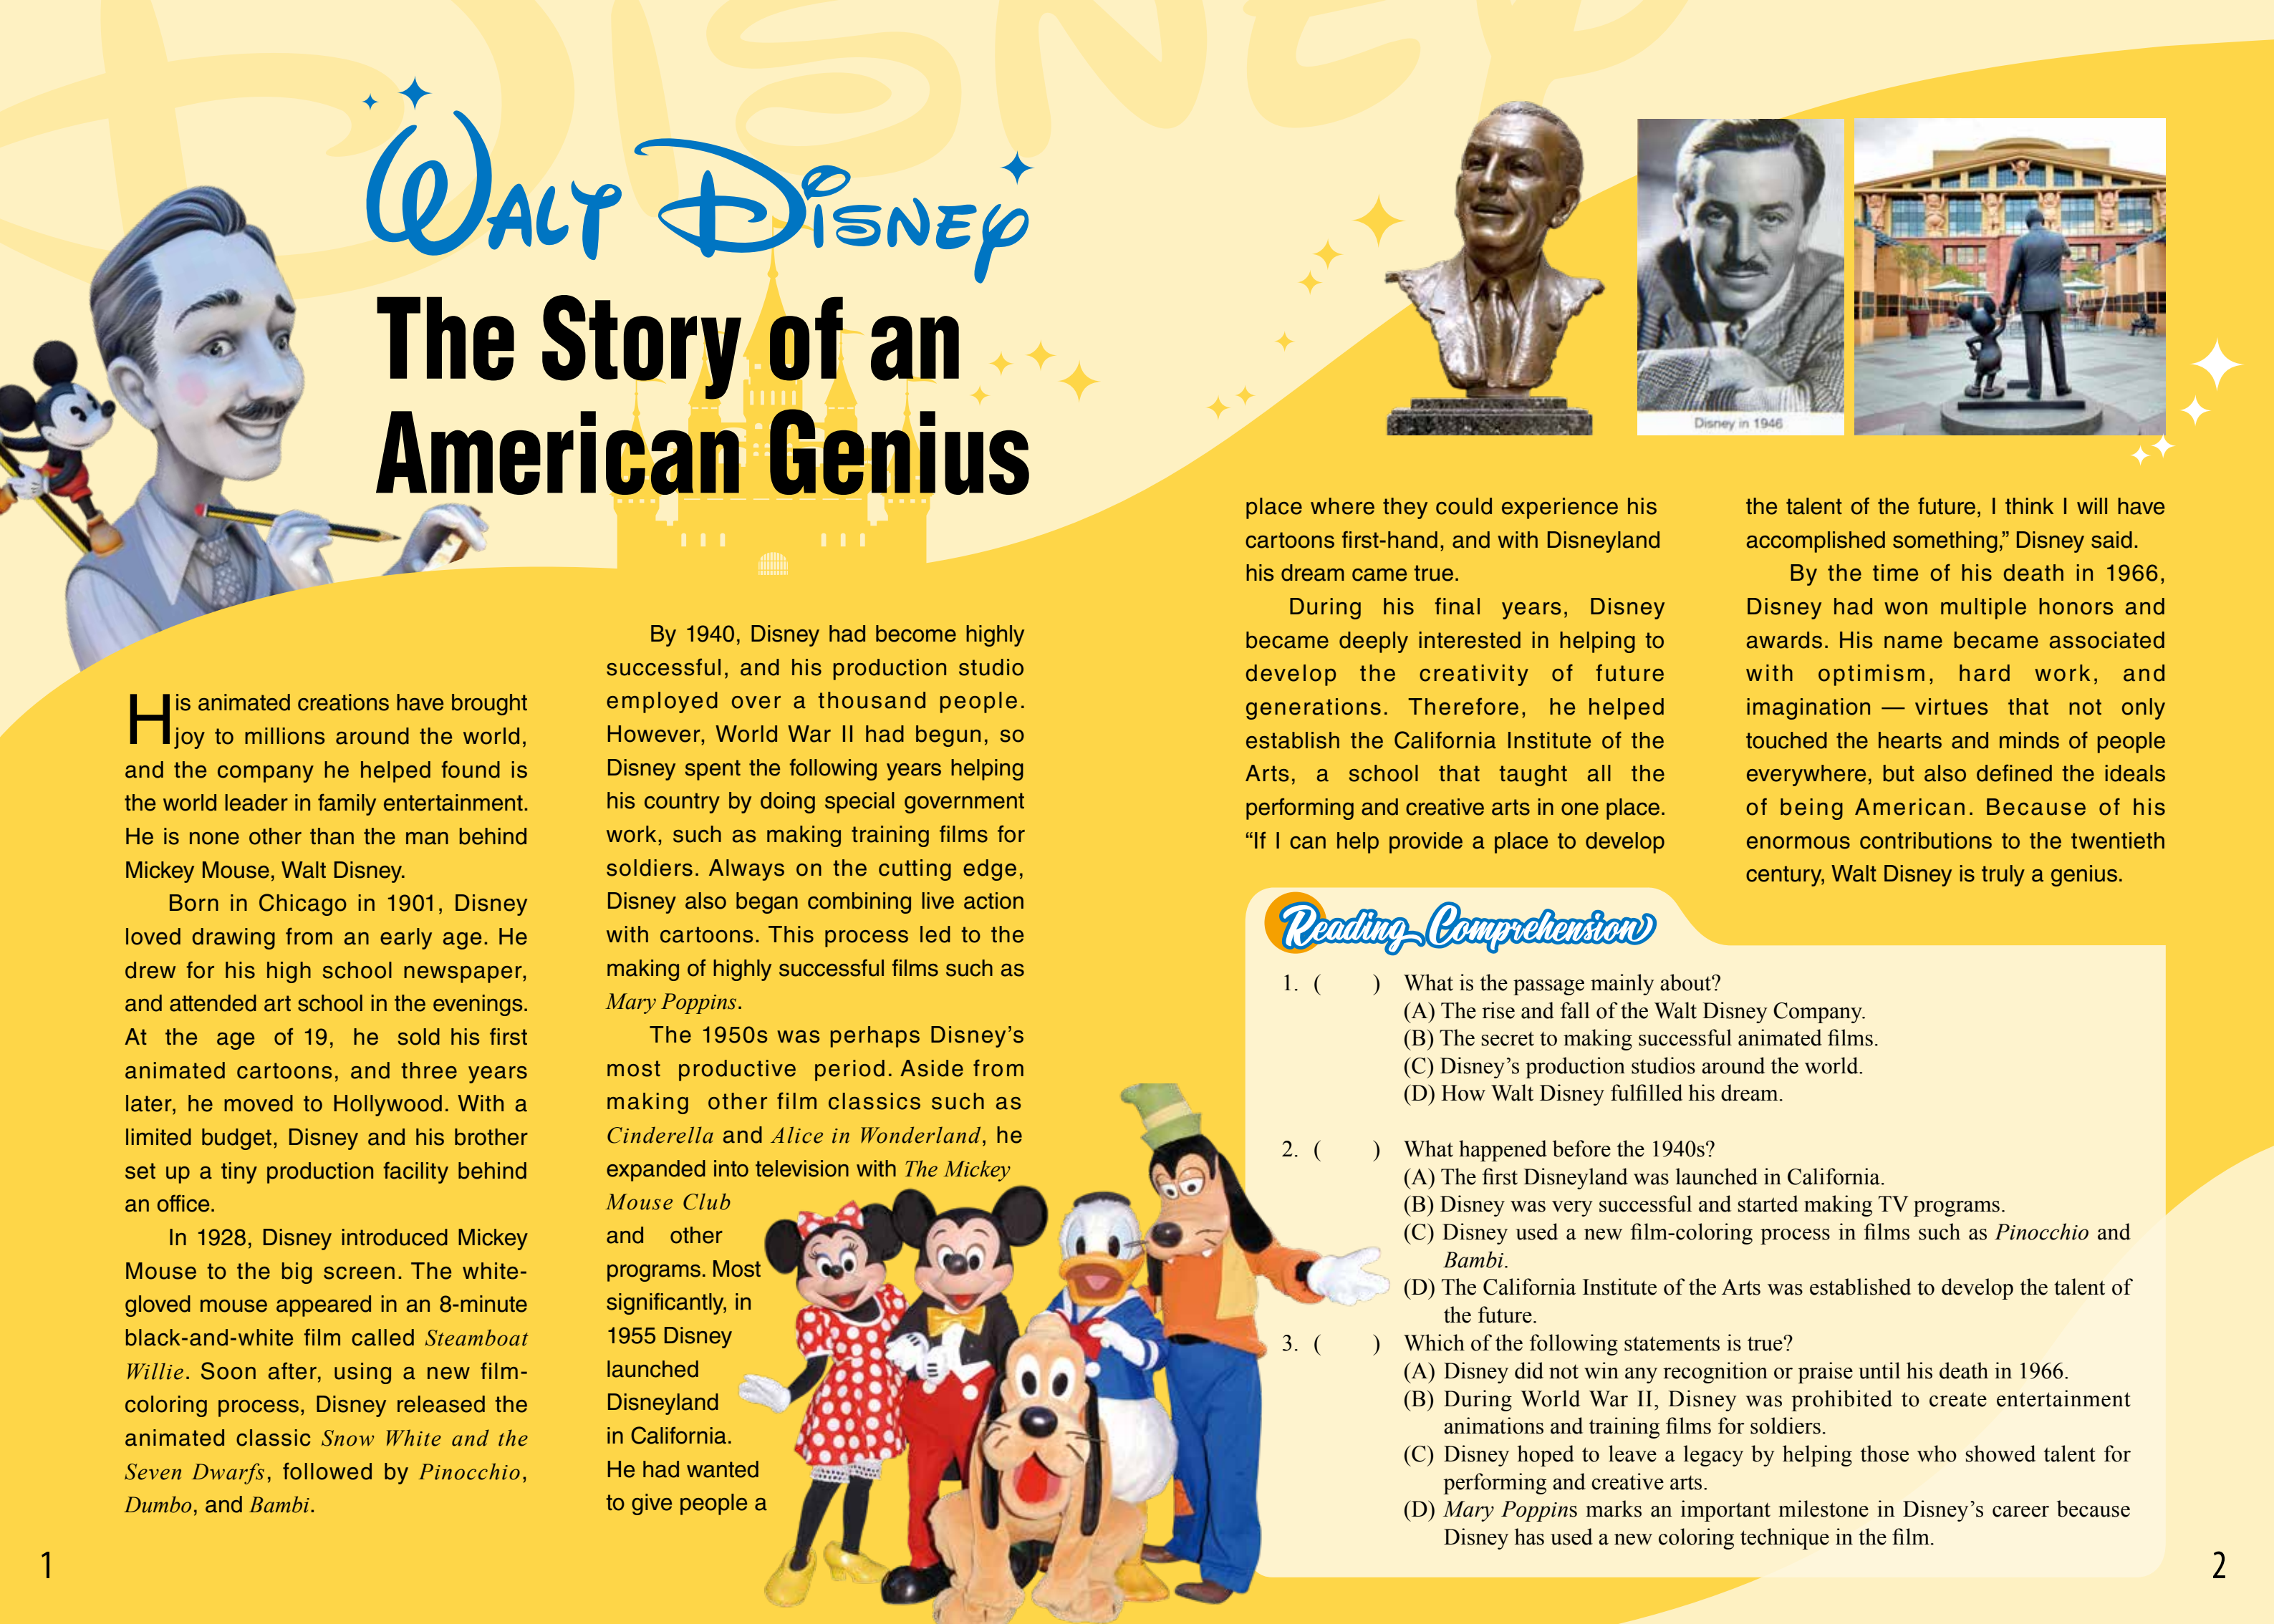 DISNEY
WALT DISNEY
The Story of an
American Genius
His animated creations have brought
joy to millions around the world,
and the company he helped found is
the world leader in family entertainment.
He is none other than the man behind
Mickey Mouse, Walt Disney.
Born in Chicago in 1901, Disney
loved drawing from an early age. He
drew for his high school newspaper,
and attended art school in the evenings.
At the age of 19, he sold his first
animated cartoons, and three years
later, he moved to Hollywood. With a
limited budget, Disney and his brother
set up a tiny production facility behind
an office.
In 1928, Disney introduced Mickey
Mouse to the big screen. The white-
gloved mouse appeared in an 8-minute
black-and-white film called Steamboat
Willie. Soon after, using a new film-
coloring process, Disney released the
animated classic Snow White and the
Seven Dwarfs, followed by Pinocchio,
Dumbo, and Bambi.
By 1940, Disney had become highly
successful, and his production studio
employed over a thousand people.
However, World War II had begun, so
Disney spent the following years helping
his country by doing special government
work, such as making training films for
soldiers. Always on the cutting edge,
Disney also began combining live action
with cartoons. This process led to the
making of highly successful films such as
Mary Poppins.
The 1950s was perhaps Disney's
most productive period. Aside from
making other film classics such as
Cinderella and Alice in Wonderland, he
expanded into television with The Mickey
Mouse Club
and other
programs. Most
significantly, in
1955 Disney
launched
Disneyland
in California.
He had wanted
to give people a
1
Disney in 1946
place where they could experience his
cartoons first-hand, and with Disneyland
his dream came true.
During his final years, Disney
became deeply interested in helping to
develop the creativity of future
generations. Therefore, he helped
establish the California Institute of the
Arts, a school that taught all the
performing and creative arts in one place.
“If I can help provide a place to develop
the talent of the future, I think I will have
accomplished something,” Disney said.
By the time of his death in 1966,
Disney had won multiple honors and
awards. His name became associated
with optimism, hard work, and
imagination — virtues that not only
touched the hearts and minds of people
everywhere, but also defined the ideals
of being American. Because of his
enormous contributions to the twentieth
century, Walt Disney is truly a genius.
Reading Comprehension
1. ( ) What is the passage mainly about?
(A) The rise and fall of the Walt Disney Company.
(B) The secret to making successful animated films.
(C) Disney's production studios around the world.
(D) How Walt Disney fulfilled his dream.
2. ( ) What happened before the 1940s?
(A) The first Disneyland was launched in California.
(B) Disney was very successful and started making TV programs.
(C) Disney used a new film-coloring process in films such as Pinocchio and
Bambi.
(D) The California Institute of the Arts was established to develop the talent of
the future.
3. ( ) Which of the following statements is true?
(A) Disney did not win any recognition or praise until his death in 1966.
(B) During World War II, Disney was prohibited to create entertainment
animations and training films for soldiers.
(C) Disney hoped to leave a legacy by helping those who showed talent for
performing and creative arts.
(D) Mary Poppins marks an important milestone in Disney's career because
Disney has used a new coloring technique in the film.
2